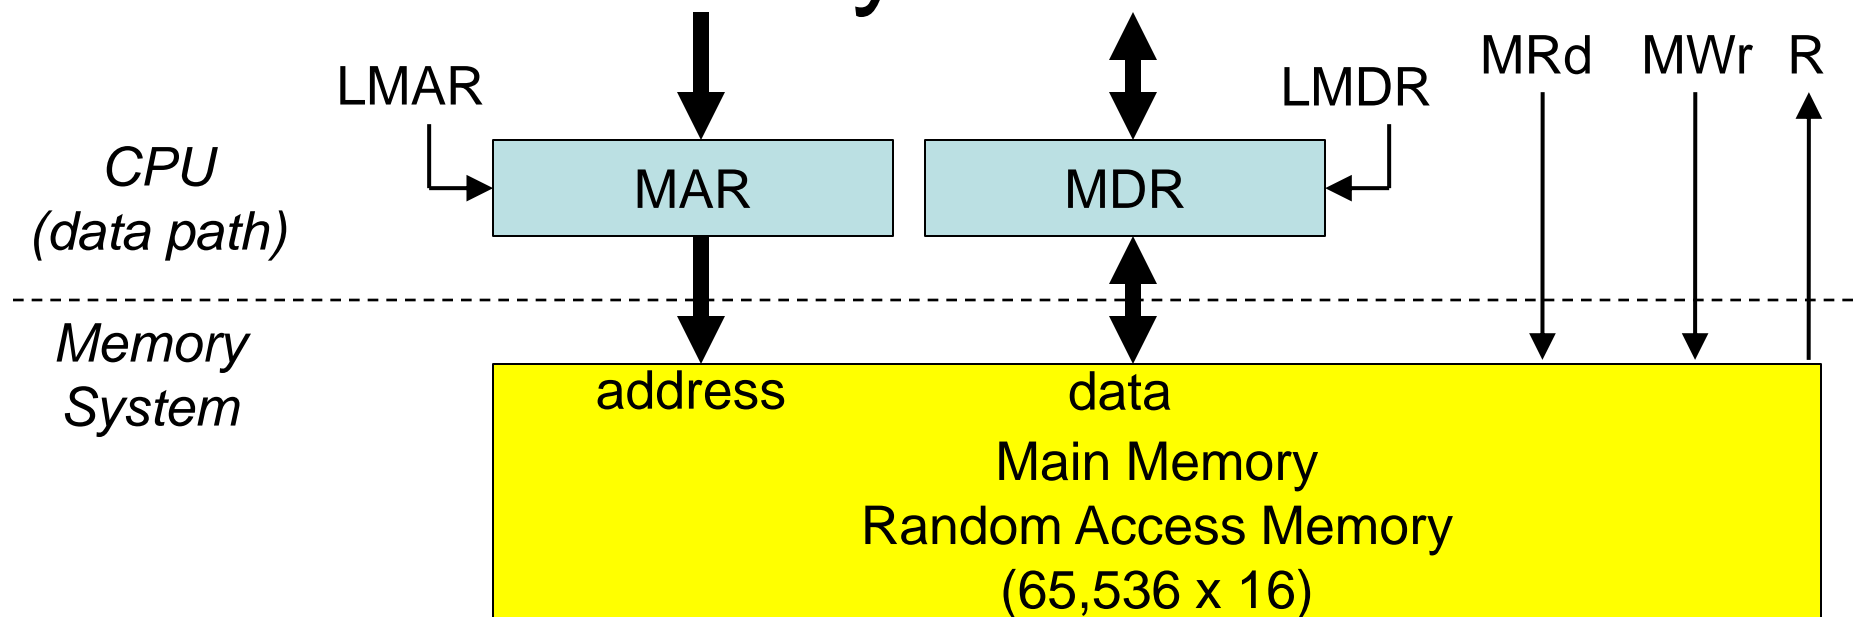 y
LMAR
LMDR
MRd
MWr
R
CPU
(data path)
MAR
MDR
Memory
System
address
data
Main Memory
Random Access Memory
(65,536 x 16)